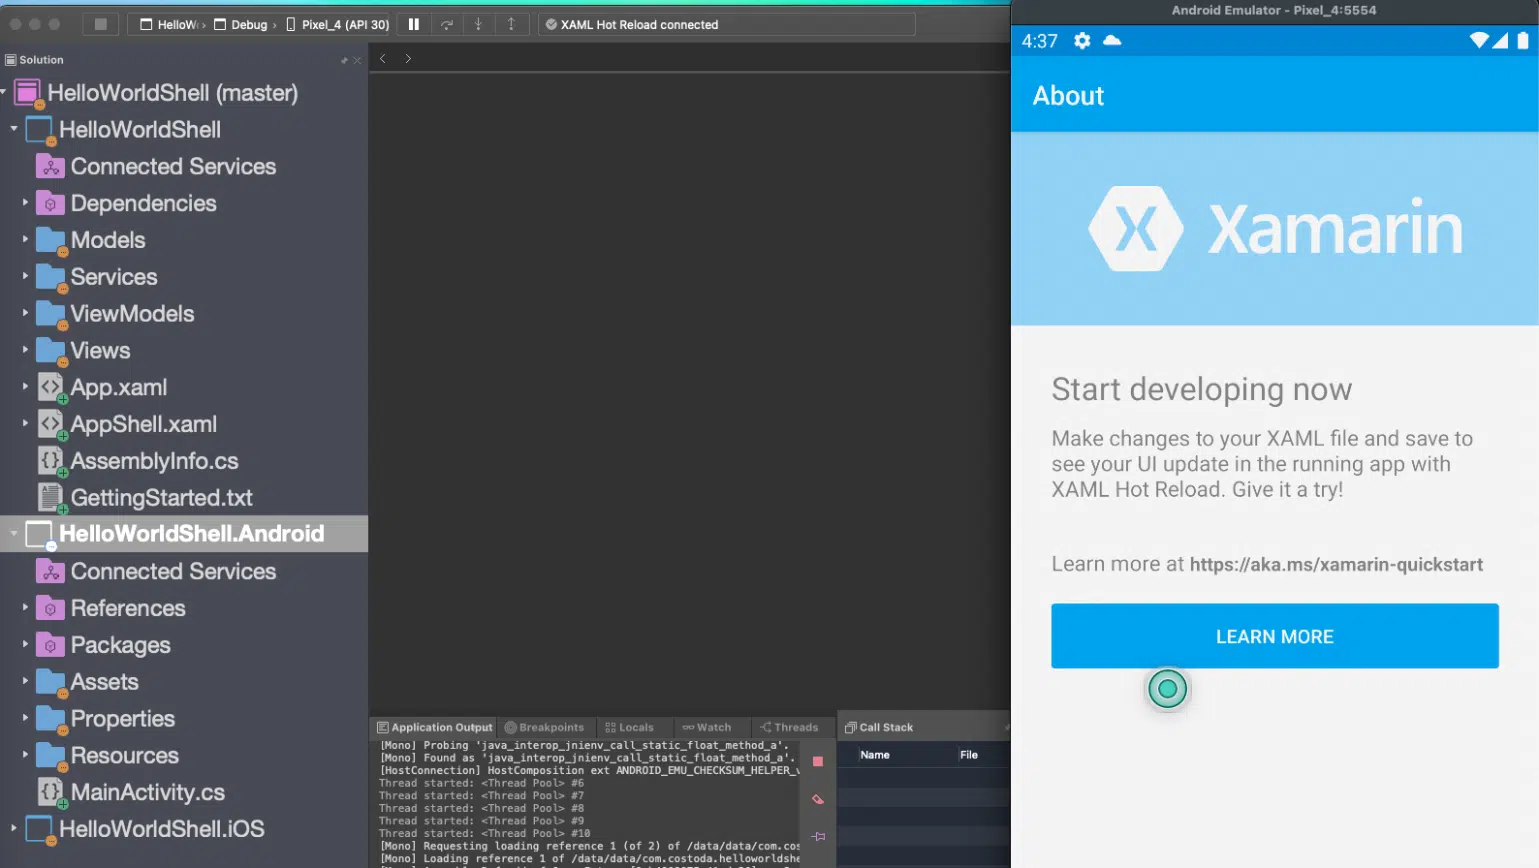 HelloW
Debug
Pixel_4 (API 30)
XAML Hot Reload connected
Solution
HelloWorldShell (master)
HelloWorldShell
Connected Services
Dependencies
Models
Services
ViewModels
Views
App.xaml
AppShell.xaml
AssemblyInfo.cs
GettingStarted.txt
HelloWorldShell.Android
Connected Services
References
Packages
Assets
Properties
Resources
MainActivity.cs
HelloWorldShell.iOS
Application Output
Breakpoints
Locals
Watch
Threads
[Mono] Probing 'java_interop_jnienv_call_static_float_method_a'.
[Mono] Found as 'java_interop_jnienv_call_static_float_method_a'.
[HostConnection] HostComposition ext ANDROID_EMU_CHECKSUM_HELPER_v
Thread started: <Thread Pool> #6
Thread started: <Thread Pool> #7
Thread started: <Thread Pool> #8
Thread started: <Thread Pool> #9
Thread started: <Thread Pool> #10
[Mono] Requesting loading reference 1 (of 2) of /data/data/com.cos
[Mono] Loading reference 1 of /data/data/com.costoda.helloworldshe
Call Stack
Name
File
Android Emulator - Pixel_4:5554
4:37
About
Xamarin
Start developing now
Make changes to your XAML file and save to
see your UI update in the running app with
XAML Hot Reload. Give it a try!
Learn more at https://aka.ms/xamarin-quickstart
LEARN MORE